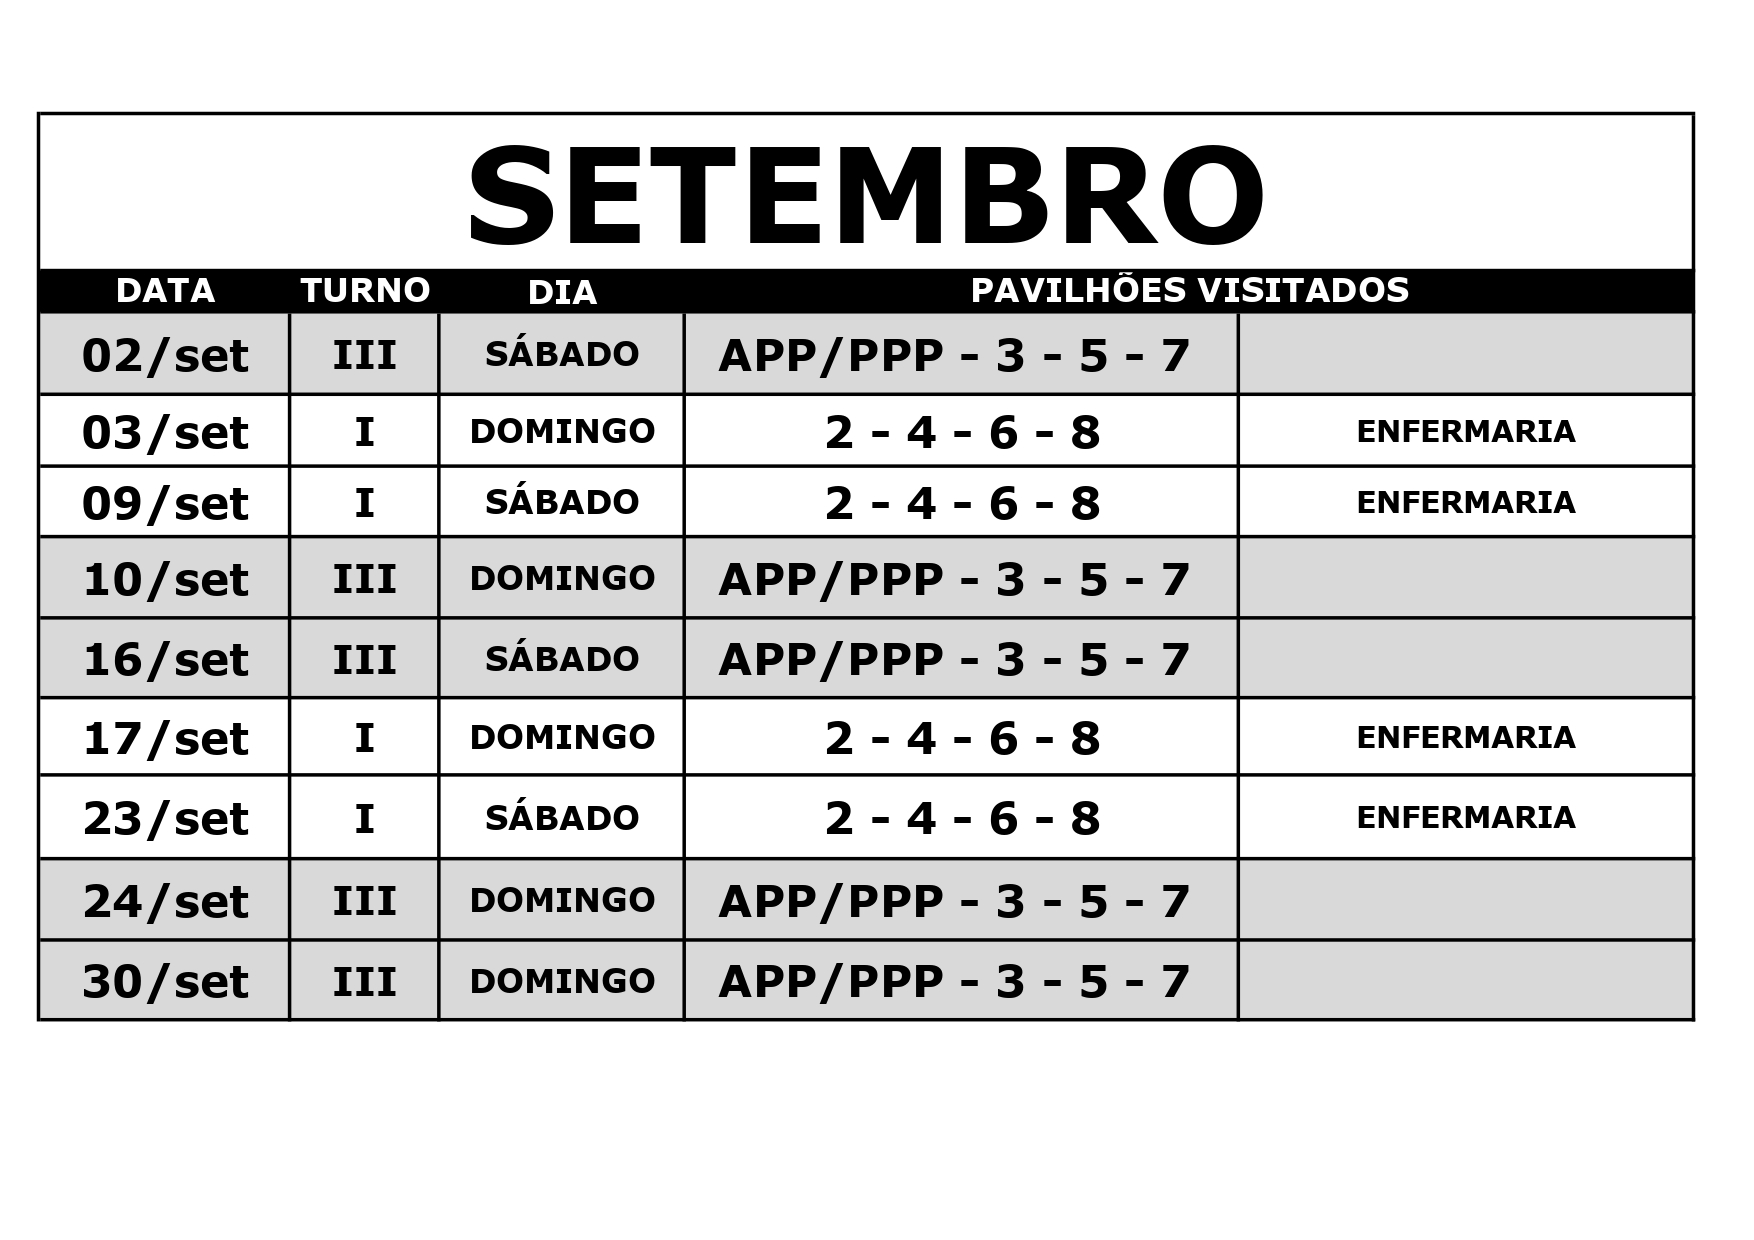 SETEMBRO
DATA TURNO DIA PAVILHÕES VISITADOS
02/set III SÁBADO APP/PPP – 3 – 5 – 7
03/set I DOMINGO 2 – 4 – 6 – 8 ENFERMARIA
09/set I SÁBADO 2 – 4 – 6 – 8 ENFERMARIA
10/set III DOMINGO APP/PPP – 3 – 5 – 7
16/set III SÁBADO APP/PPP – 3 – 5 – 7
17/set I DOMINGO 2 – 4 – 6 – 8 ENFERMARIA
23/set I SÁBADO 2 – 4 – 6 – 8 ENFERMARIA
24/set III DOMINGO APP/PPP – 3 – 5 – 7
30/set III DOMINGO APP/PPP – 3 – 5 – 7